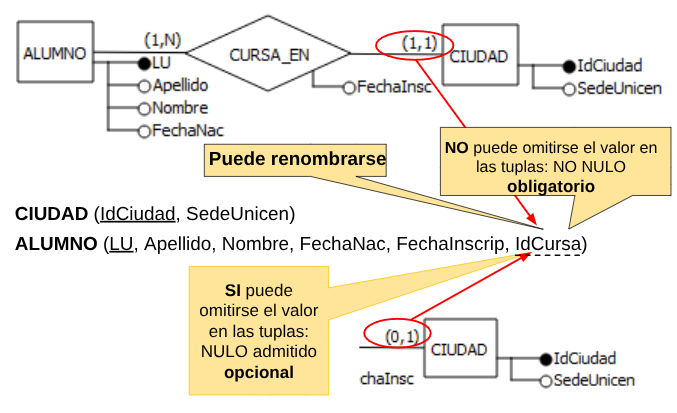 ALUMNO
(1,N)
CURSA_EN
(1,1)
CIUDAD
LU
Apellido
Nombre
FechaNac
FechaInsc
IdCiudad
SedeUnicen
Puede renombrarse
NO puede omitirse el valor en
las tuplas: NO NULO
obligatorio
CIUDAD (IdCiudad, SedeUnicen)
ALUMNO (LU, Apellido, Nombre, FechaNac, FechaInscrip, IdCursa)
SI puede
omitirse el valor
en las tuplas:
NULO admitido
opcional
(0,1)
CIUDAD
chaInsc
IdCiudad
SedeUnicen